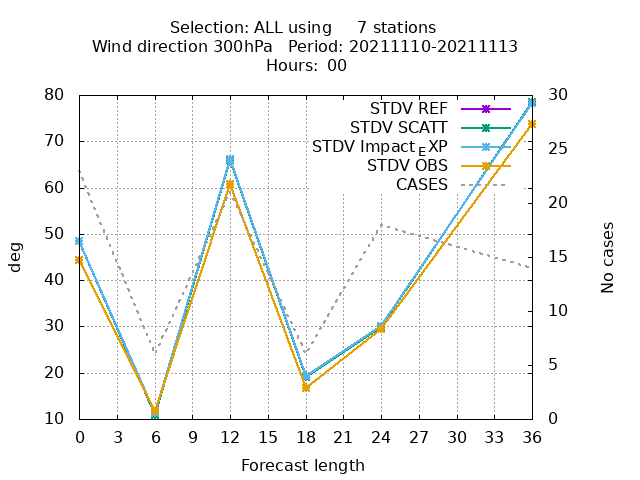 Selection: ALL using     7 stations
Wind direction 300hPa   Period: 20211110-20211113
Hours: 00
80 30
STDV REF
STDV SCATT
STDV Impact_EXP
STDV OBS
CASES
70
60
50
40
30
20
10
25
20
15
10
5
0
deg
No cases
0 3 6 9 12 15 18 21 24 27 30 33 36
Forecast length